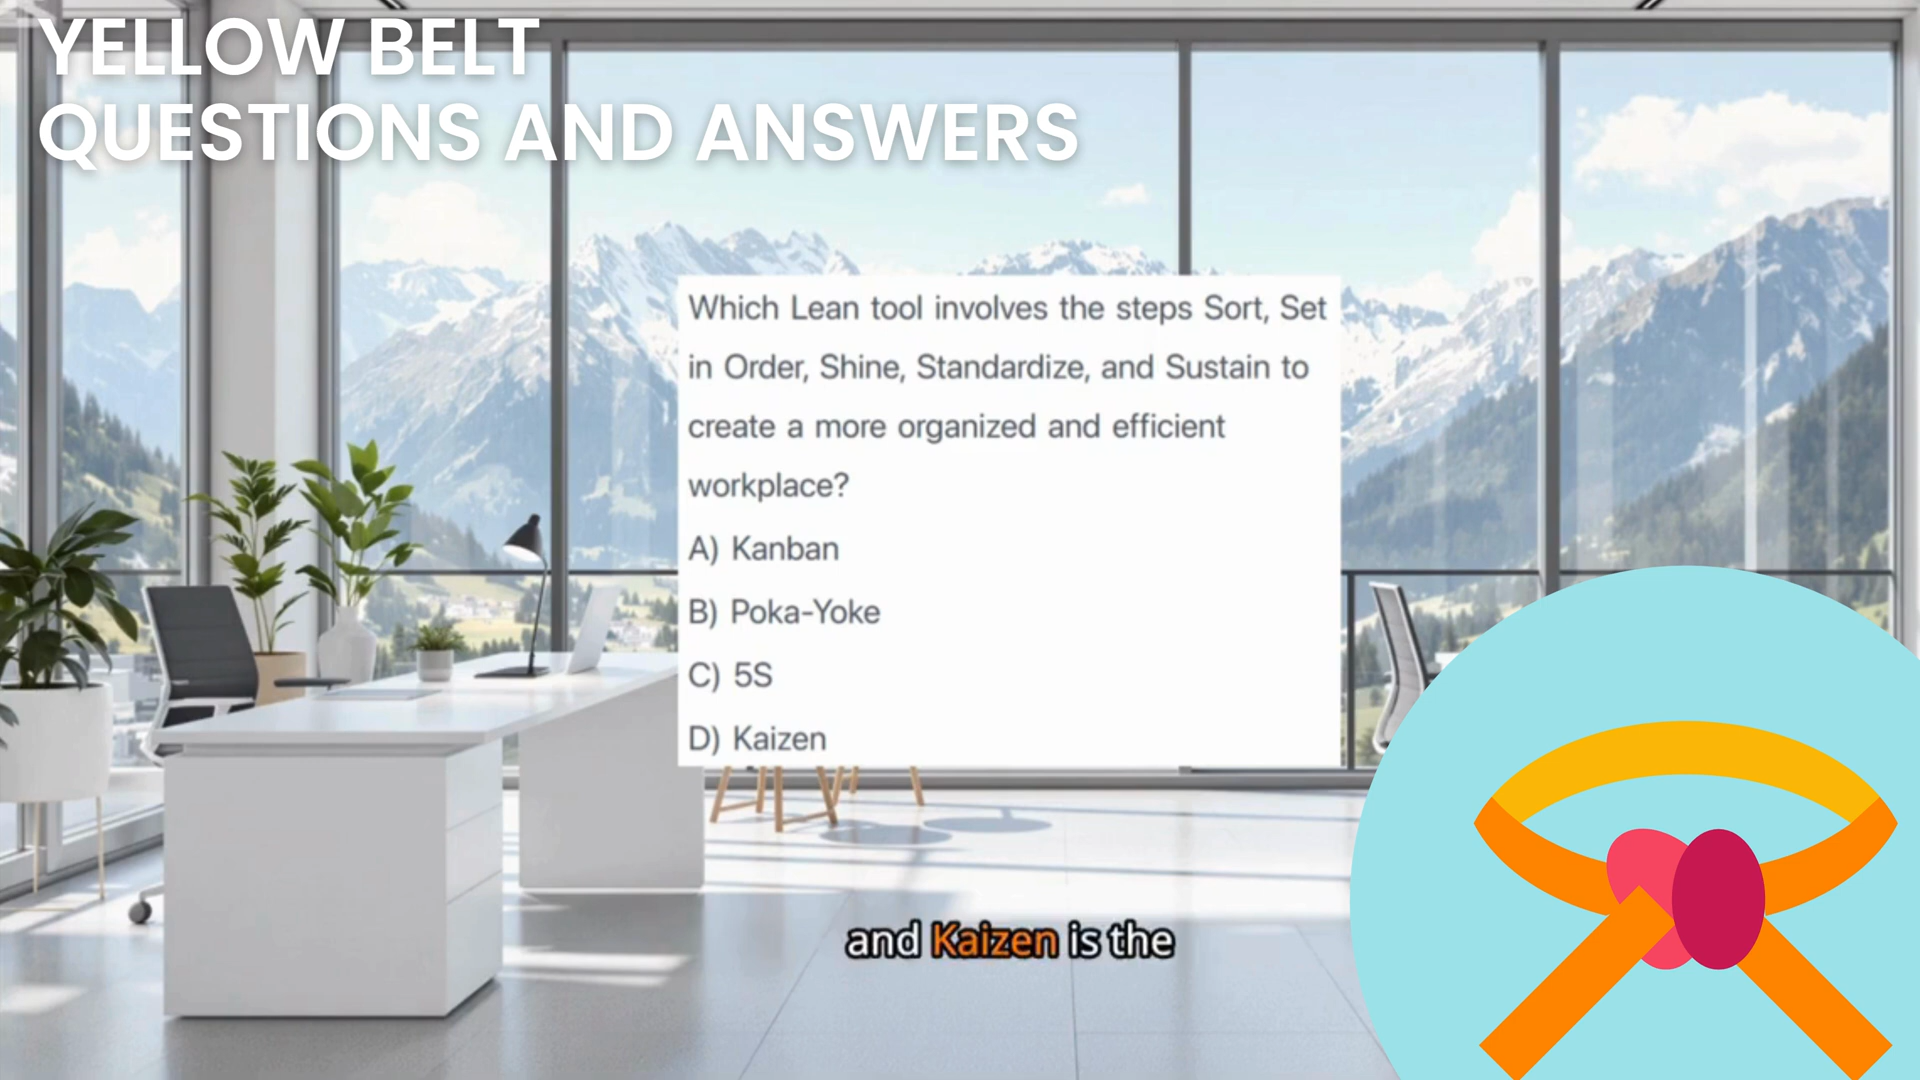 YELLOW BELT
QUESTIONS AND ANSWERS
Which Lean tool involves the steps Sort, Set
in Order, Shine, Standardize, and Sustain to
create a more organized and efficient
workplace?
A) Kanban
B) Poka-Yoke
C) 5S
D) Kaizen
and Kaizen is the